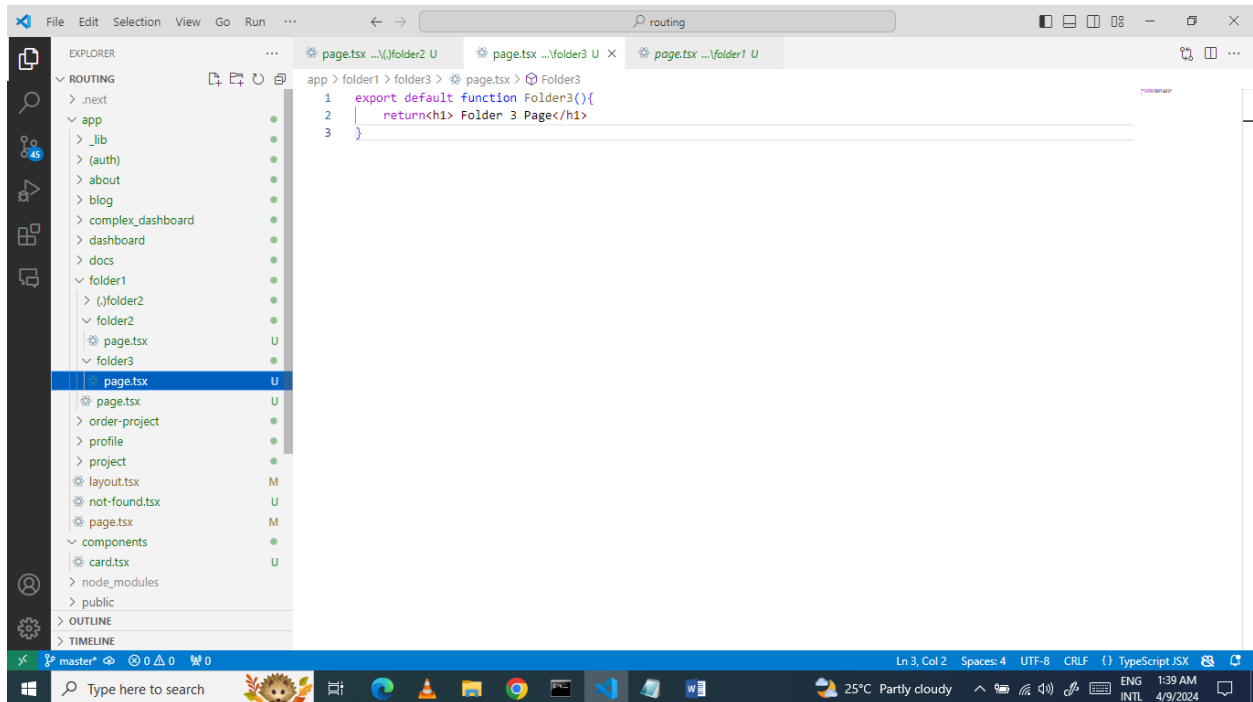 File Edit Selection View Go Run ··· ← → routing
EXPLORER ···
page.tsx ...\(.)folder2 U page.tsx ...\folder3 U × page.tsx ...\folder1 U ···
ROUTING
app > folder1 > folder3 > page.tsx > Folder3
> .next
app
> _lib
> (auth)
> about
> blog
> complex_dashboard
> dashboard
> docs
folder1
> (.)folder2
folder2
page.tsx U
folder3
page.tsx U
page.tsx U
> order-project
> profile
> project
layout.tsx M
not-found.tsx U
page.tsx M
components
card.tsx U
> node_modules
> public
> OUTLINE
> TIMELINE
1 export default function Folder3(){
2 return<h1> Folder 3 Page</h1>
3 }
45
master* 0 0 0 Ln 3, Col 2 Spaces: 4 UTF-8 CRLF {} TypeScript JSX
Type here to search 25°C Partly cloudy ENG 1:39 AM
INTL 4/9/2024